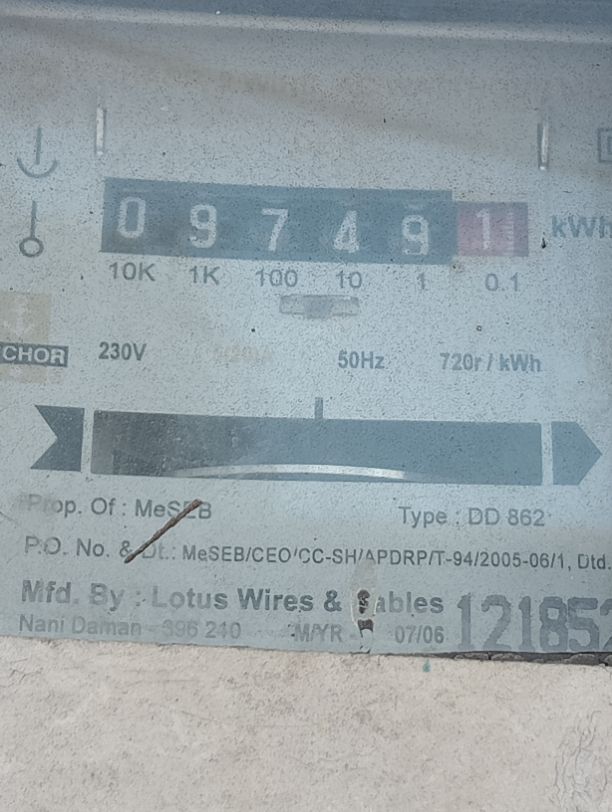 0 9 7 4 9 1 kWh
10K 1K 100 10 1 0.1
CHOR 230V 50Hz 720r / kWh
Prop. Of : MeSEB Type : DD 862
P.O. No. & Dt.: MeSEB/CEO/CC-SH/APDRP/T-94/2005-06/1, Dtd.
Mfd. By : Lotus Wires & Cables
Nani Daman - 396 240 M/YR - 07/06 121852